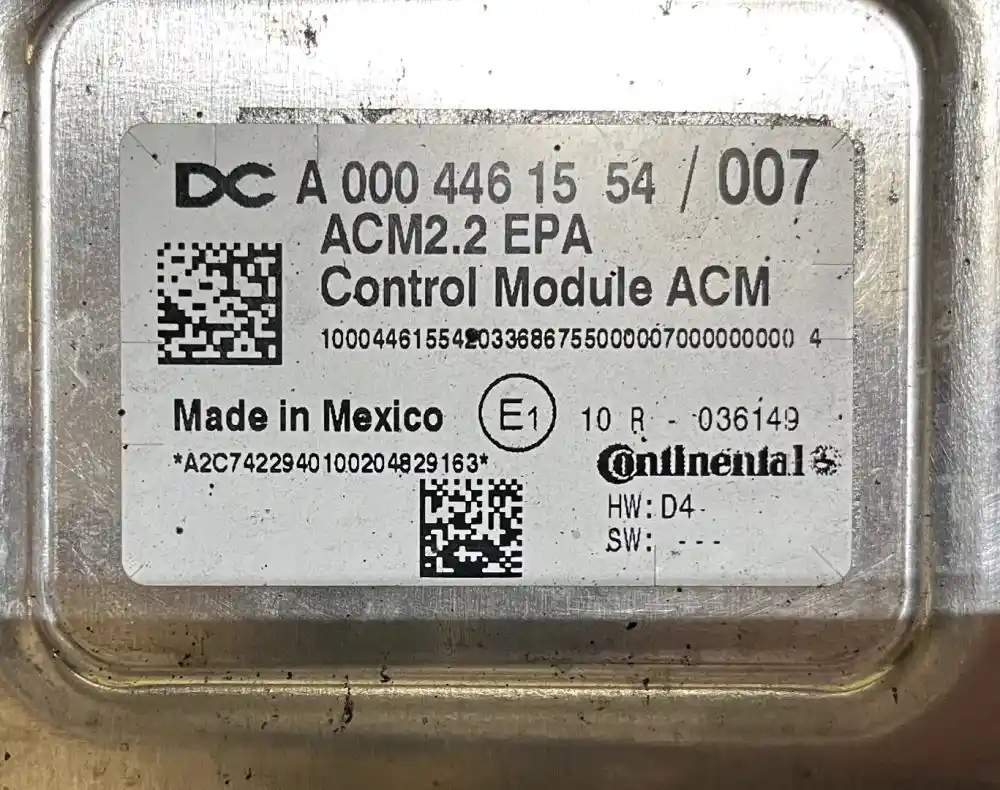 DC A 000 446 15 54 / 007
ACM2.2 EPA
Control Module ACM
100044615542033686755000007000000000 4
Made in Mexico E1 10 R - 036149
*A2C7422940100204829163* Continental
HW: D4
SW: ---